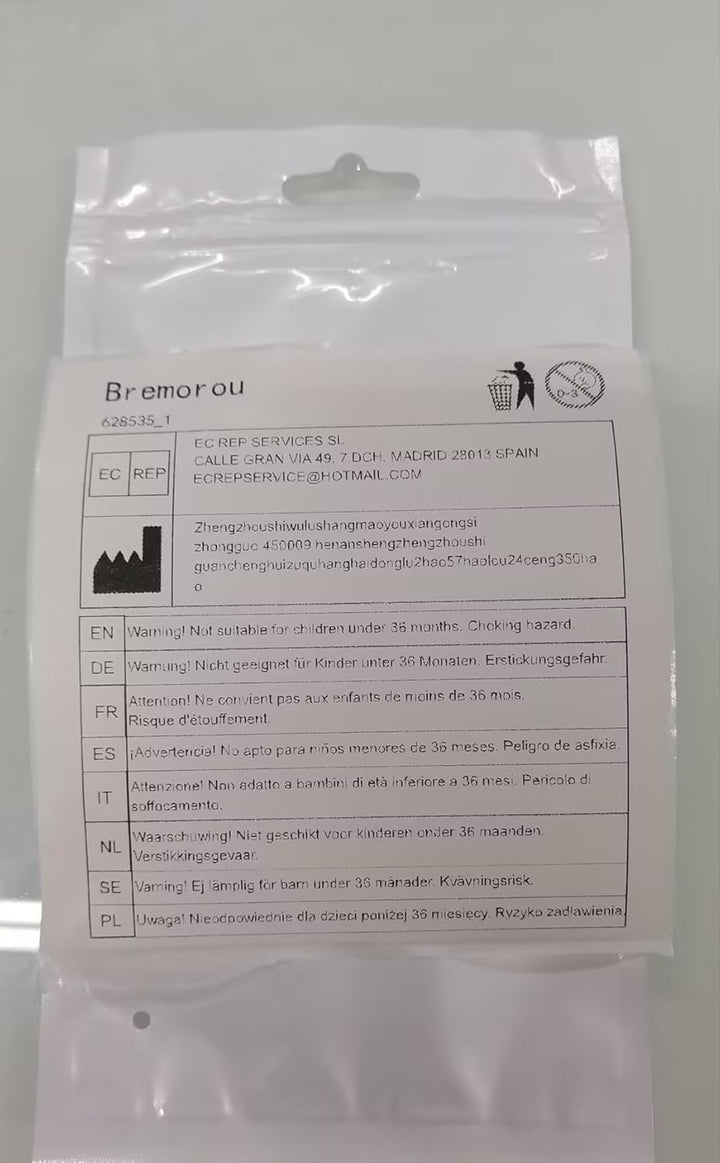 Bremorou
628535_1
EC REP
EC REP SERVICES SL
CALLE GRAN VIA 49, 7 DCH. MADRID 28013 SPAIN
ECREPSERVICE@HOTMAIL.COM
Zhengzhoushiwulushangmaoyouxiangongsi
zhongguo 450009 henanshengzhengzhoushi
guanchenghuizuquhanghaidonglu2hao57haolou24ceng350ha
o
0-3
EN Warning! Not suitable for children under 36 months. Choking hazard.
DE Warnung! Nicht geeignet für Kinder unter 36 Monaten. Erstickungsgefahr.
FR Attention! Ne convient pas aux enfants de moins de 36 mois.
Risque d'étouffement.
ES ¡Advertencia! No apto para niños menores de 36 meses. Peligro de asfixia.
IT Attenzione! Non adatto a bambini di età inferiore a 36 mesi. Pericolo di
soffocamento.
NL Waarschuwing! Niet geschikt voor kinderen onder 36 maanden.
Verstikkingsgevaar.
SE Varning! Ej lämplig för barn under 36 månader. Kvävningsrisk.
PL Uwaga! Nieodpowiednie dla dzieci poniżej 36 miesięcy. Ryzyko zadławienia.